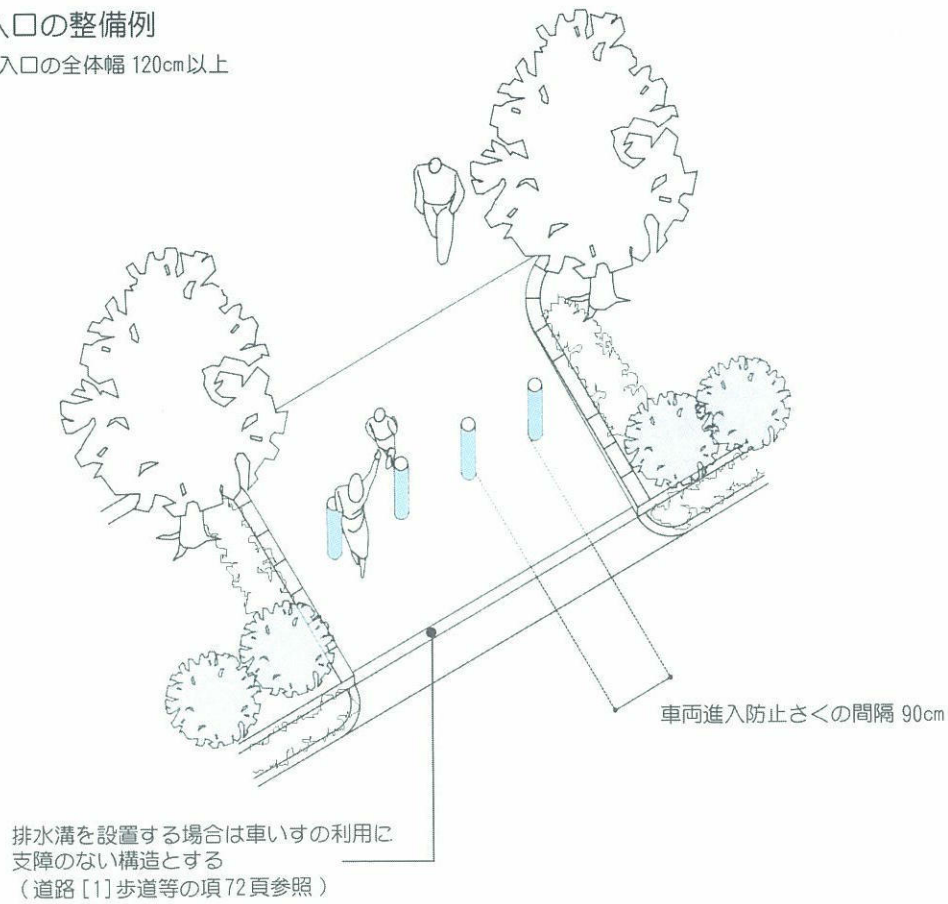 入口の整備例
入口の全体幅 120cm以上
車両進入防止さくの間隔 90cm
排水溝を設置する場合は車いすの利用に
支障のない構造とする
(道路[1]歩道等の項72頁参照)